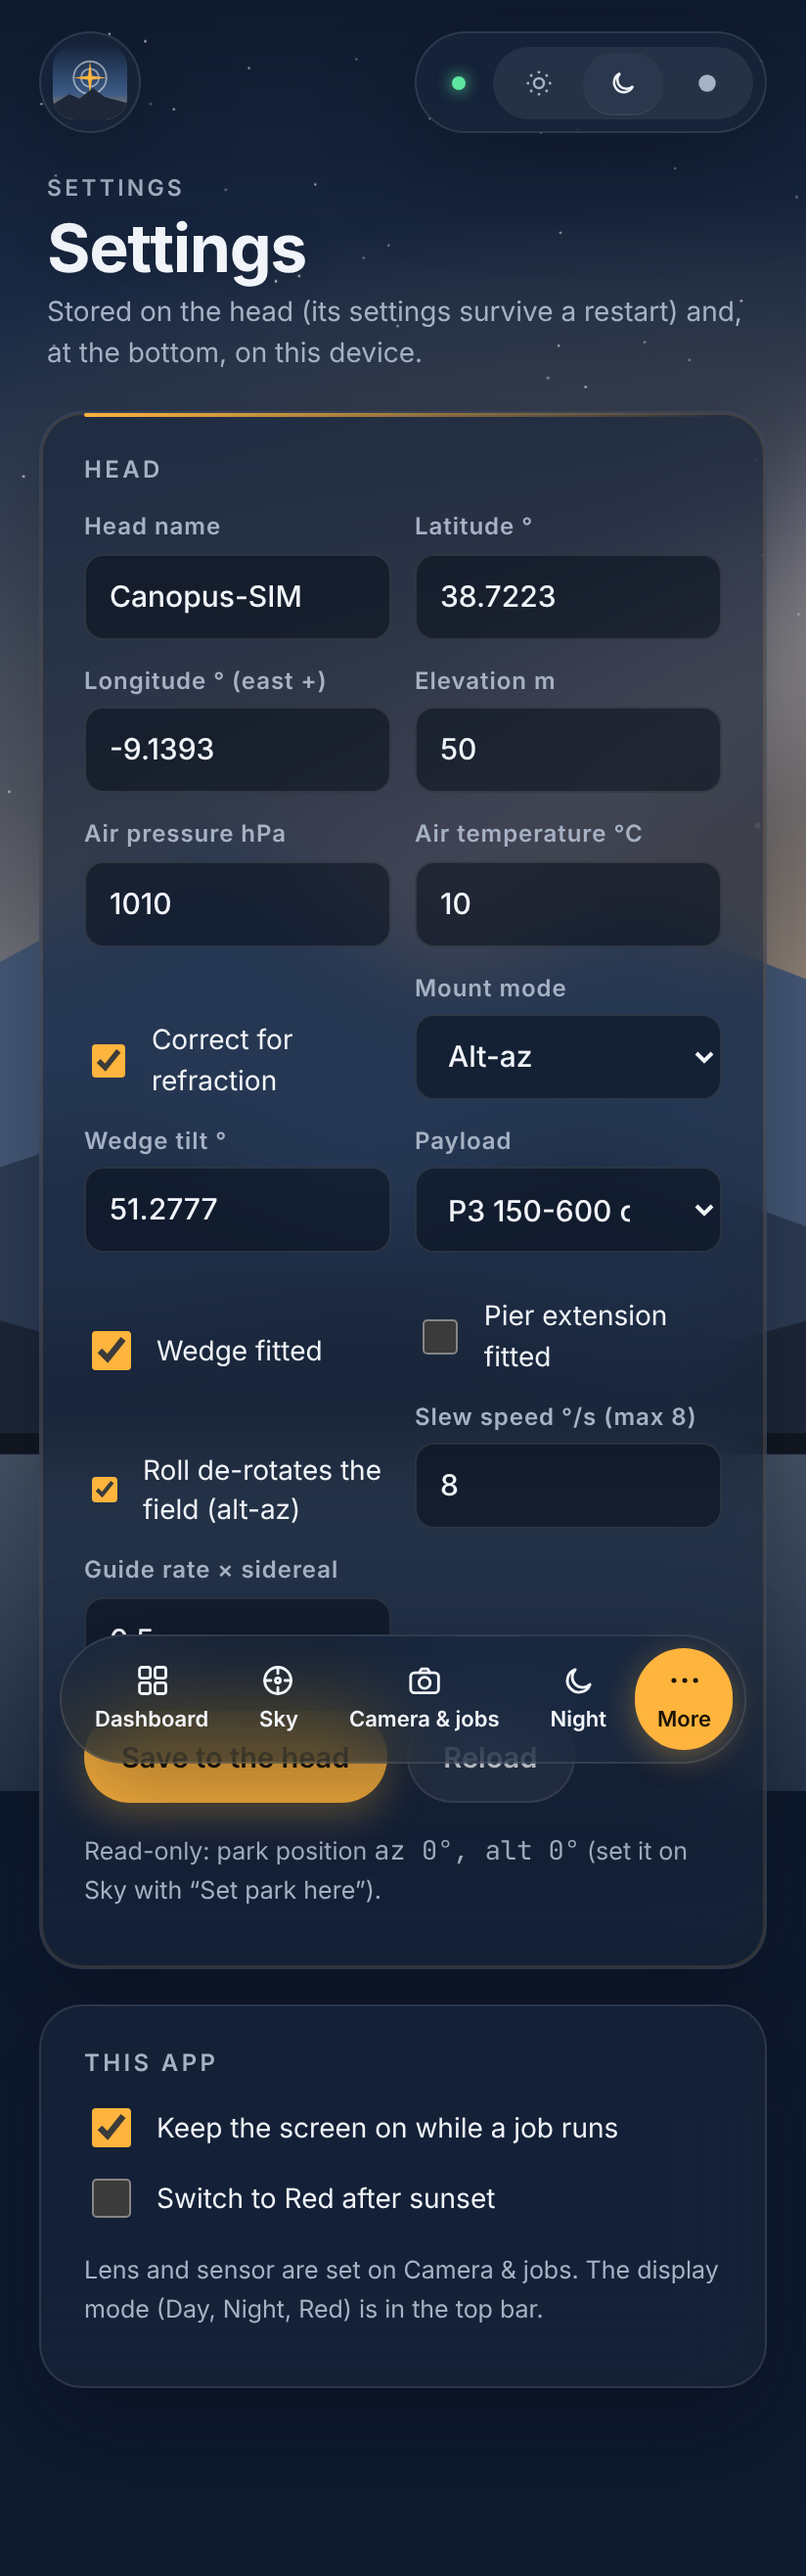 SETTINGS
Settings
Stored on the head (its settings survive a restart) and,
at the bottom, on this device.
HEAD
Head name
Latitude °
Canopus-SIM
38.7223
Longitude ° (east +)
Elevation m
-9.1393
50
Air pressure hPa
Air temperature °C
1010
10
Correct for
refraction
Mount mode
Alt-az
Wedge tilt °
Payload
51.2777
P3 150-600
Wedge fitted
Pier extension
fitted
Roll de-rotates the
field (alt-az)
Slew speed °/s (max 8)
8
Guide rate × sidereal
Dashboard
Sky
Camera & jobs
Night
More
Save to the head
Reload
Read-only: park position az 0°, alt 0° (set it on
Sky with “Set park here”).
THIS APP
Keep the screen on while a job runs
Switch to Red after sunset
Lens and sensor are set on Camera & jobs. The display
mode (Day, Night, Red) is in the top bar.